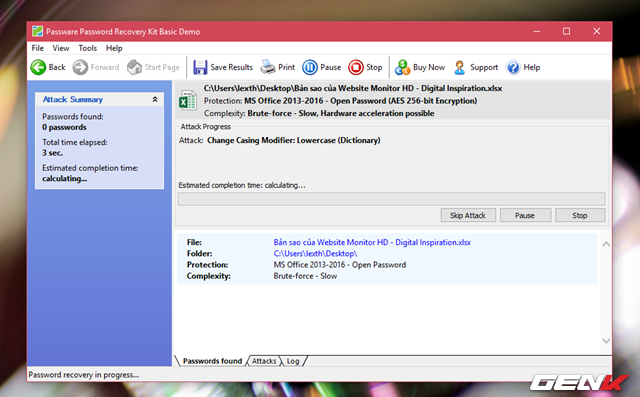 Passware Password Recovery Kit Basic Demo
File View Tools Help
Back Forward Start Page Save Results Print Pause Stop Buy Now Support Help
Attack Summary
Passwords found:
0 passwords
Total time elapsed:
3 sec.
Estimated completion time:
calculating...
C:\Users\lexth\Desktop\Bản sao của Website Monitor HD - Digital Inspiration.xlsx
Protection: MS Office 2013-2016 - Open Password (AES 256-bit Encryption)
Complexity: Brute-force - Slow, Hardware acceleration possible
Attack Progress
Attack: Change Casing Modifier: Lowercase (Dictionary)
Estimated completion time: calculating...
Skip Attack Pause Stop
File: Bản sao của Website Monitor HD - Digital Inspiration.xlsx
Folder: C:\Users\lexth\Desktop\
Protection: MS Office 2013-2016 - Open Password
Complexity: Brute-force - Slow
Passwords found Attacks Log
Password recovery in progress...
GENK